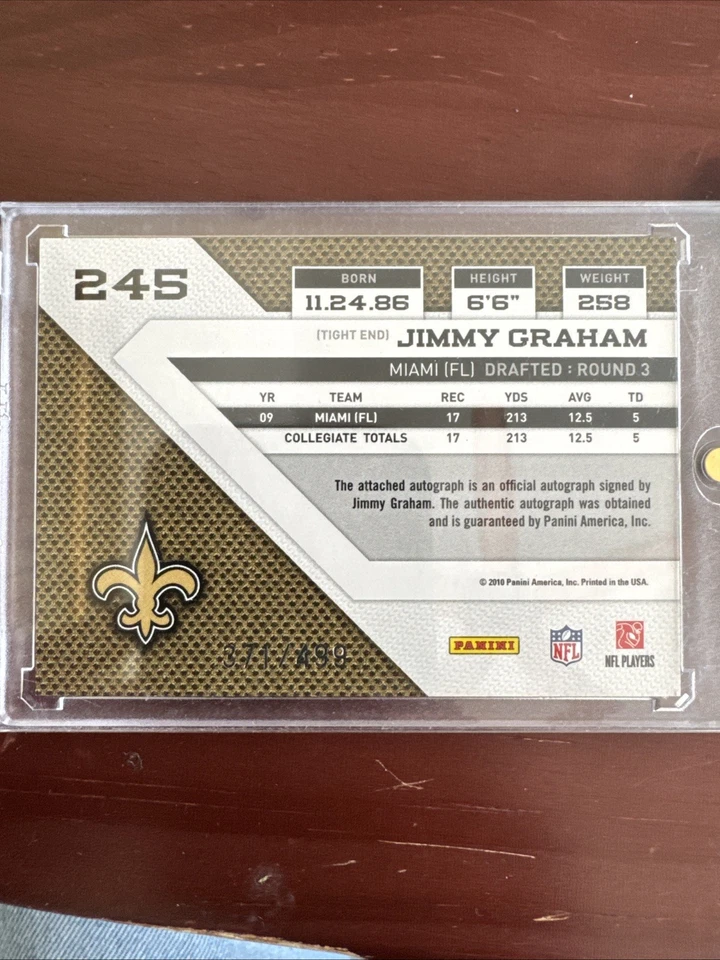 245
BORN HEIGHT WEIGHT
11.24.86 6'6" 258
(TIGHT END) JIMMY GRAHAM
MIAMI (FL) DRAFTED : ROUND 3
YR TEAM REC YDS AVG TD
09 MIAMI (FL) 17 213 12.5 5
COLLEGIATE TOTALS 17 213 12.5 5
The attached autograph is an official autograph signed by
Jimmy Graham. The authentic autograph was obtained
and is guaranteed by Panini America, Inc.
© 2010 Panini America, Inc. Printed in the USA.
371/499
PANINI
NFL
NFL PLAYERS